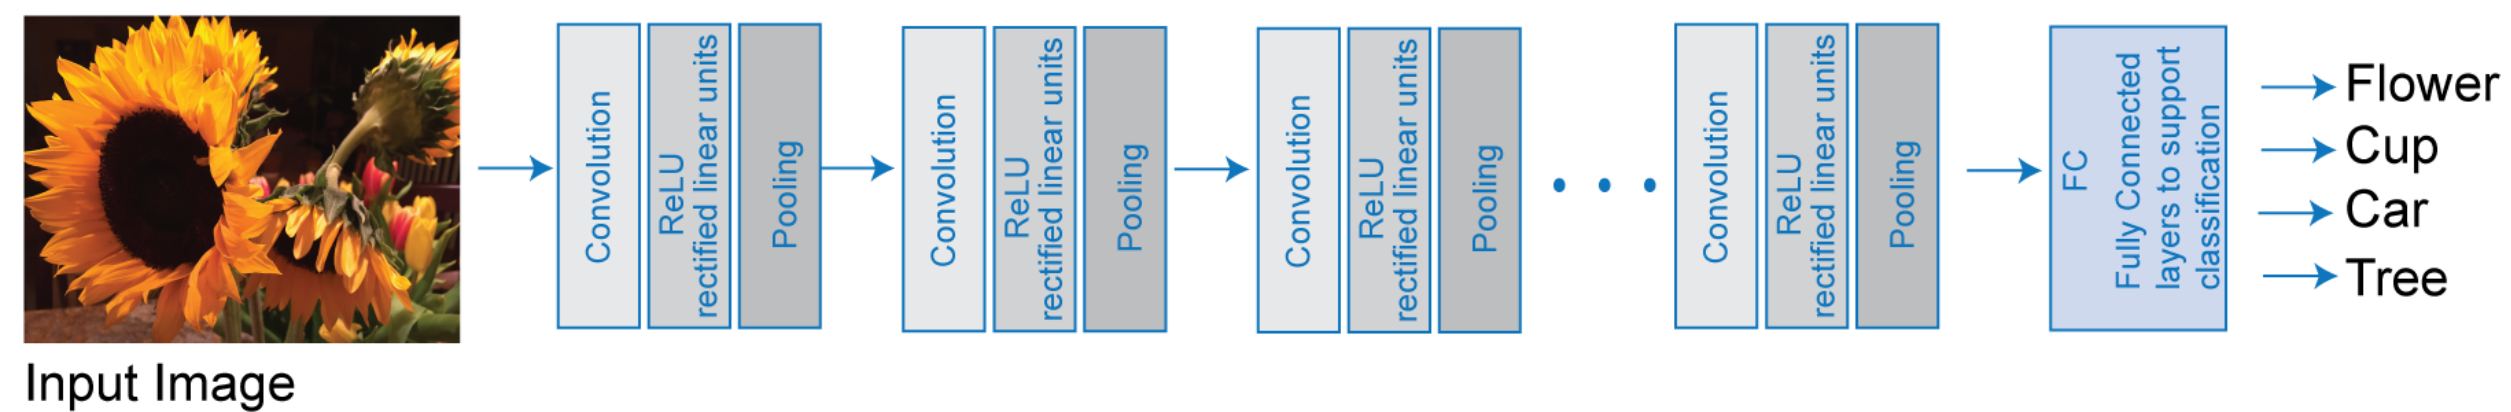 Input Image
Convolution
ReLU
rectified linear units
Pooling
Convolution
ReLU
rectified linear units
Pooling
Convolution
ReLU
rectified linear units
Pooling
Convolution
ReLU
rectified linear units
Pooling
FC
Fully Connected
layers to support
classification
Flower
Cup
Car
Tree